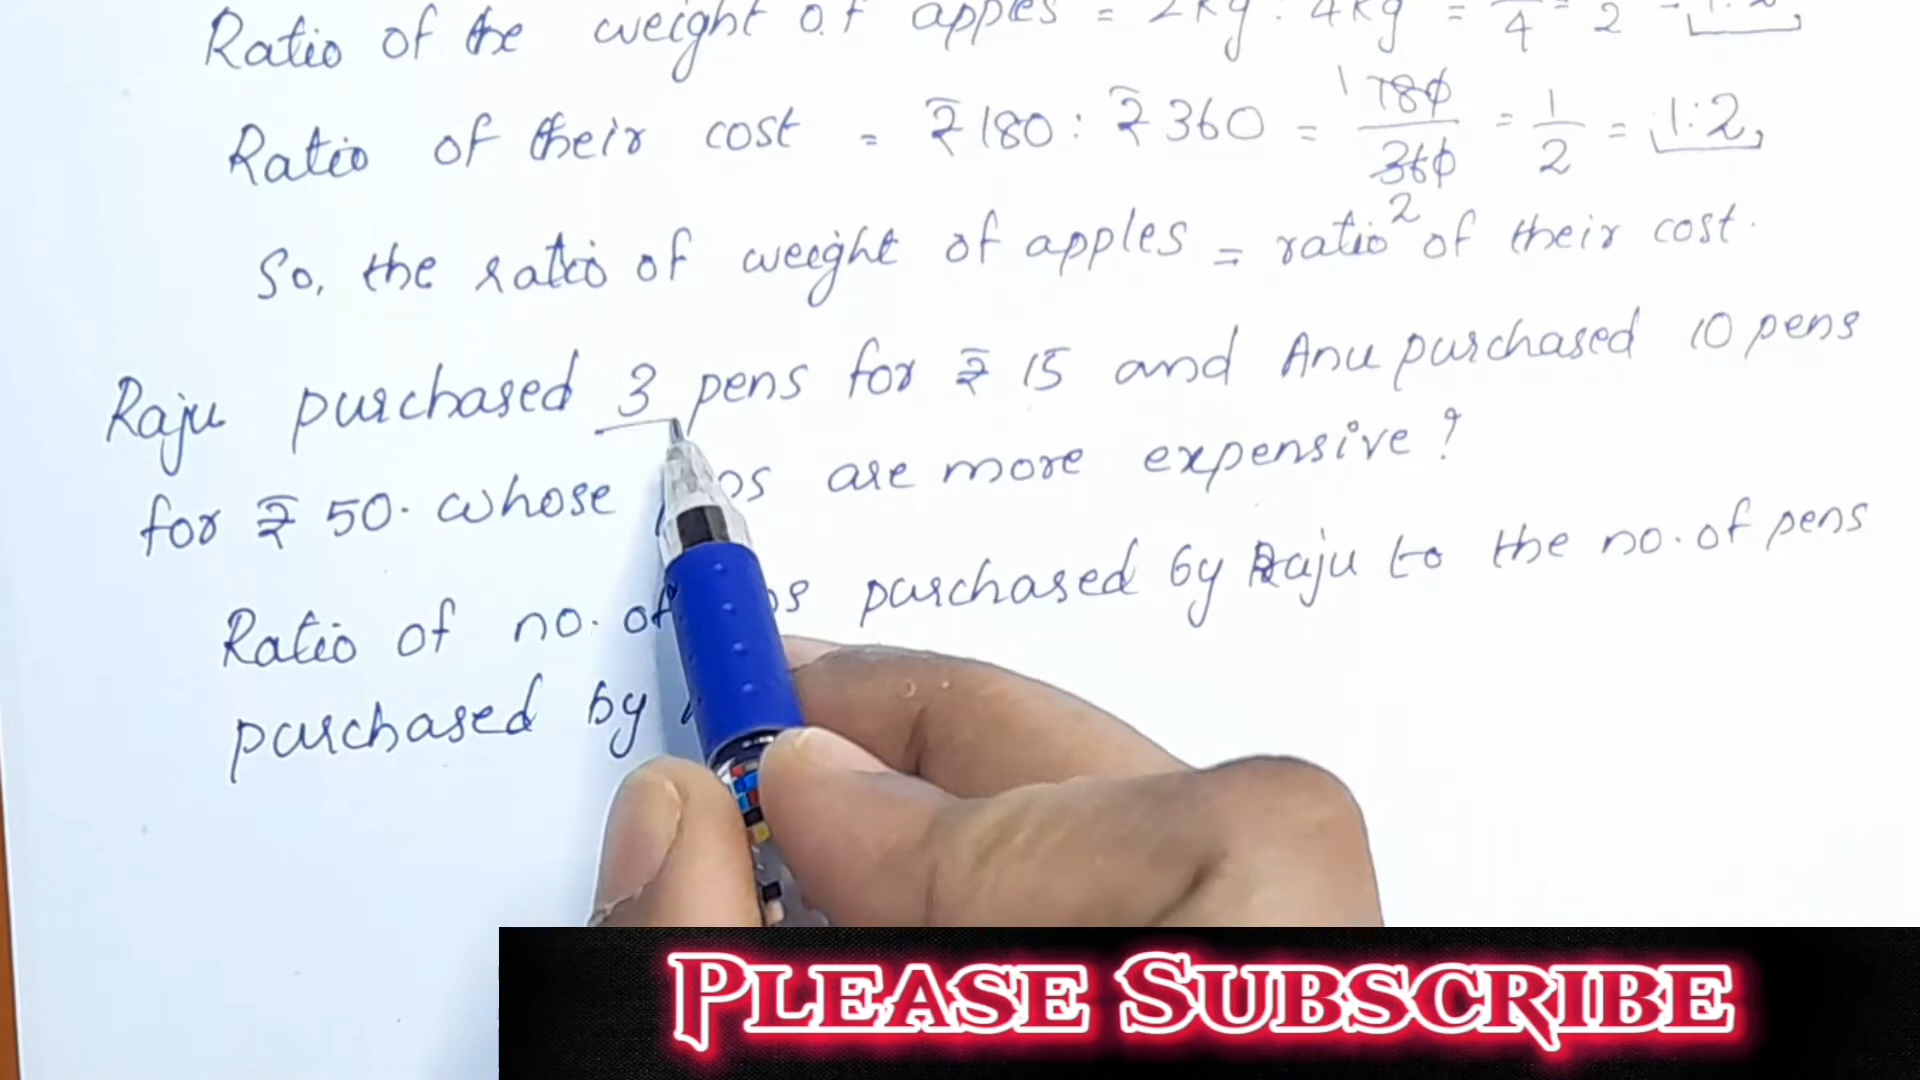 Ratio of the weight of apples = 2kg : 4kg = /4 = /2 = 1:2,
Ratio of their cost = ₹180 : ₹360 = 180/360 = 1/2 = 1:2,
1
2
So, the ratio of weight of apples = ratio of their cost.
Raju purchased 3 pens for ₹ 15 and Anu purchased 10 pens
for ₹ 50. whose are more expensive?
Ratio of no. of purchased by Raju to the no. of pens
purchased by
PLEASE SUBSCRIBE